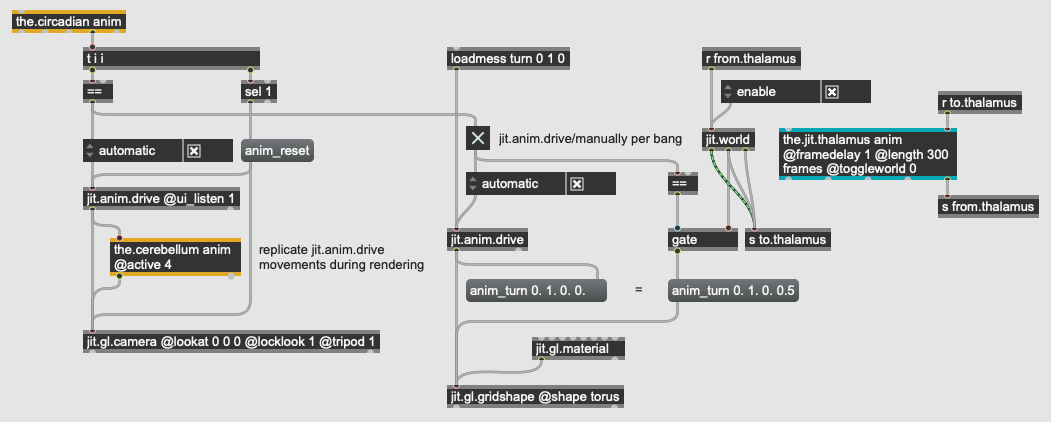 the.circadian anim
t i i
==
sel 1
automatic
anim_reset
jit.anim.drive @ui_listen 1
the.cerebellum anim
@active 4
replicate jit.anim.drive
movements during rendering
jit.gl.camera @lookat 0 0 0 @locklook 1 @tripod 1
loadmess turn 0 1 0
jit.anim.drive/manually per bang
automatic
==
jit.anim.drive
gate
anim_turn 0. 1. 0. 0.
=
anim_turn 0. 1. 0. 0.5
jit.gl.material
jit.gl.gridshape @shape torus
r from.thalamus
enable
jit.world
s to.thalamus
r to.thalamus
the.jit.thalamus anim
@framedelay 1 @length 300
frames @toggleworld 0
s from.thalamus